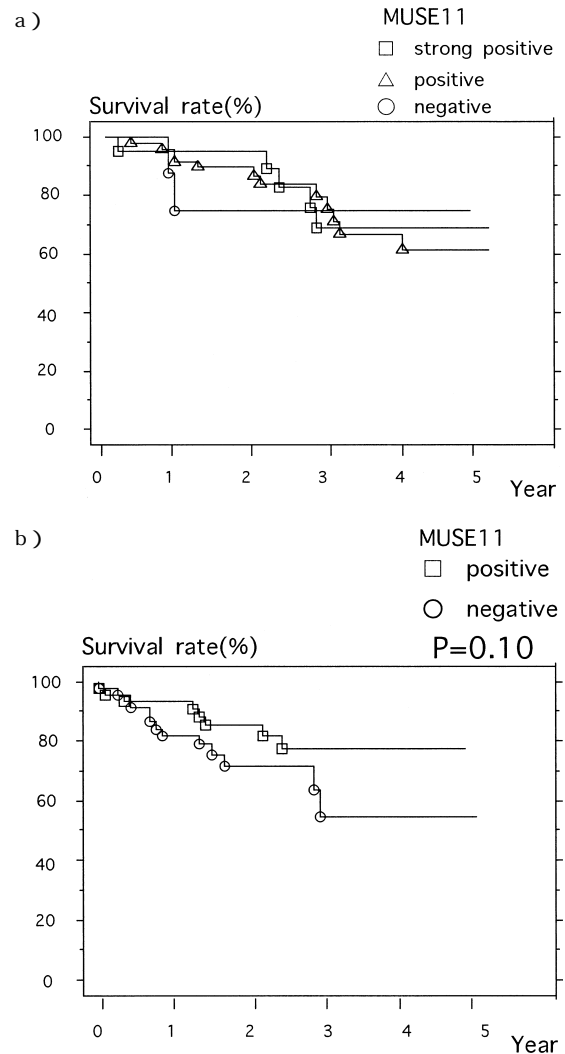 a)
MUSE11
strong positive
positive
negative
Survival rate(%)
100
80
60
40
20
0
0 1 2 3 4 5
Year
b)
MUSE11
positive
negative
Survival rate(%)
P=0.10
100
80
60
40
20
0
0 1 2 3 4 5
Year